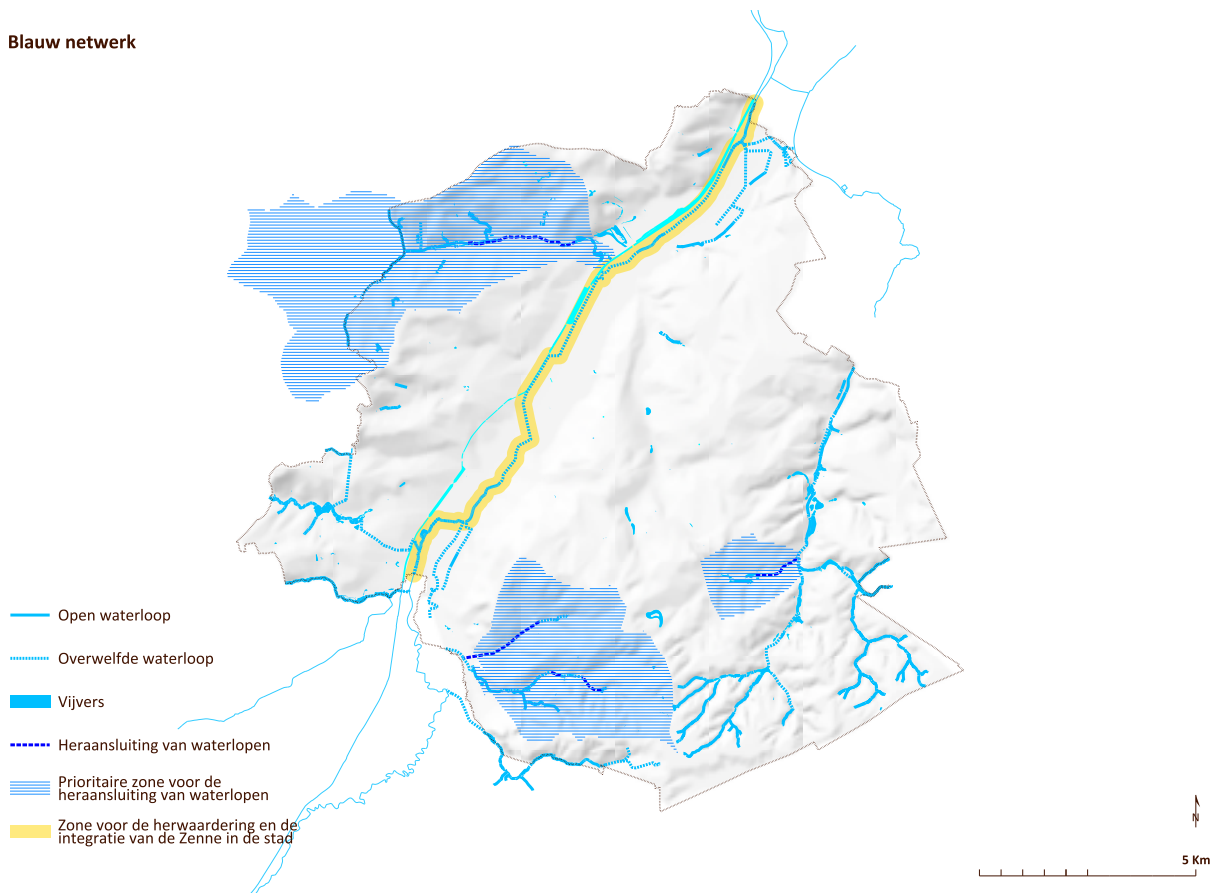 Blauw netwerk
Open waterloop
Overwelfde waterloop
Vijvers
Heraansluiting van waterlopen
Prioritaire zone voor de
heraansluiting van waterlopen
Zone voor de herwaardering en de
integratie van de Zenne in de stad
N
5 Km